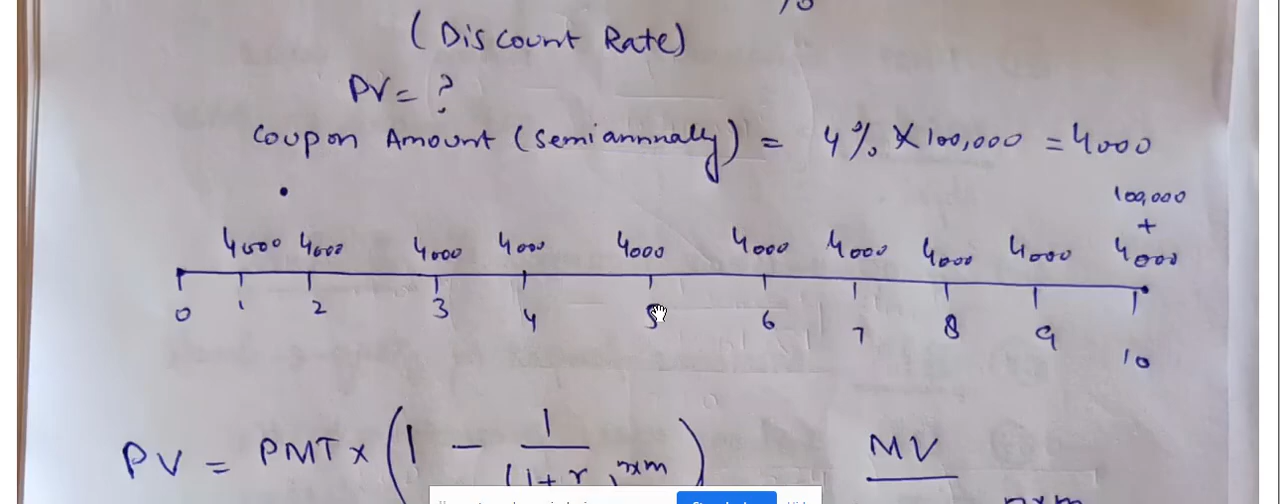 (Discount Rate)
PV = ?
Coupon Amount (Semiannnally) = 4% × 100,000 = 4000
100,000
+
4000 4000 4000 4000 4000 4000 4000 4000 4000 4000
0 1 2 3 4 5 6 7 8 9 10
PV = PMT × (1 - 1 MV
(1+r n×m ) n×m